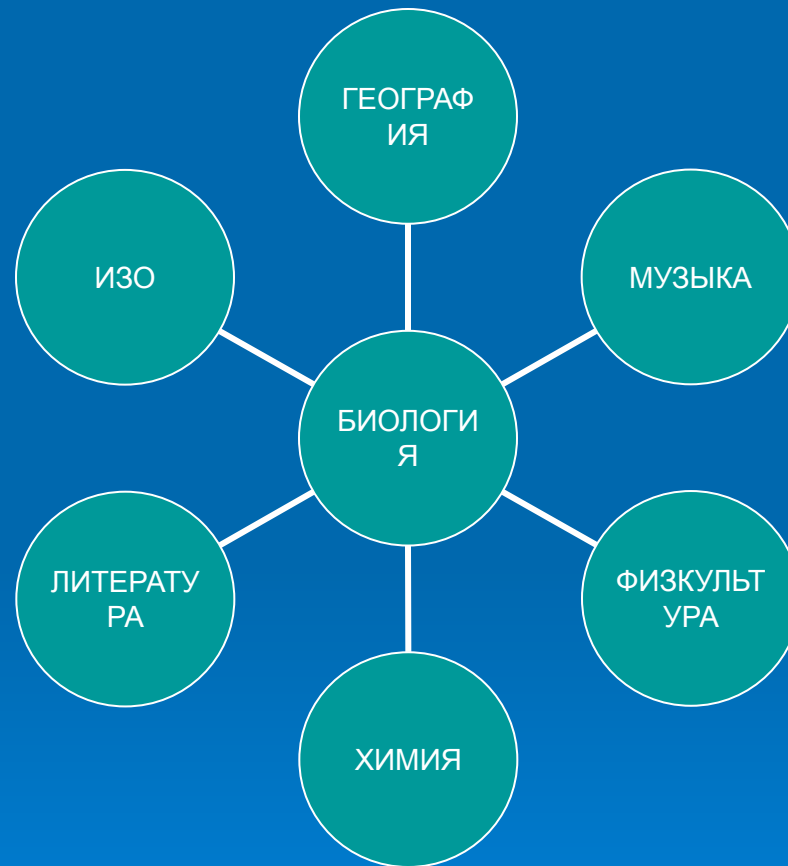 ГЕОГРАФ
ИЯ
ИЗО
МУЗЫКА
БИОЛОГИ
Я
ЛИТЕРАТУ
РА
ФИЗКУЛЬТ
УРА
ХИМИЯ